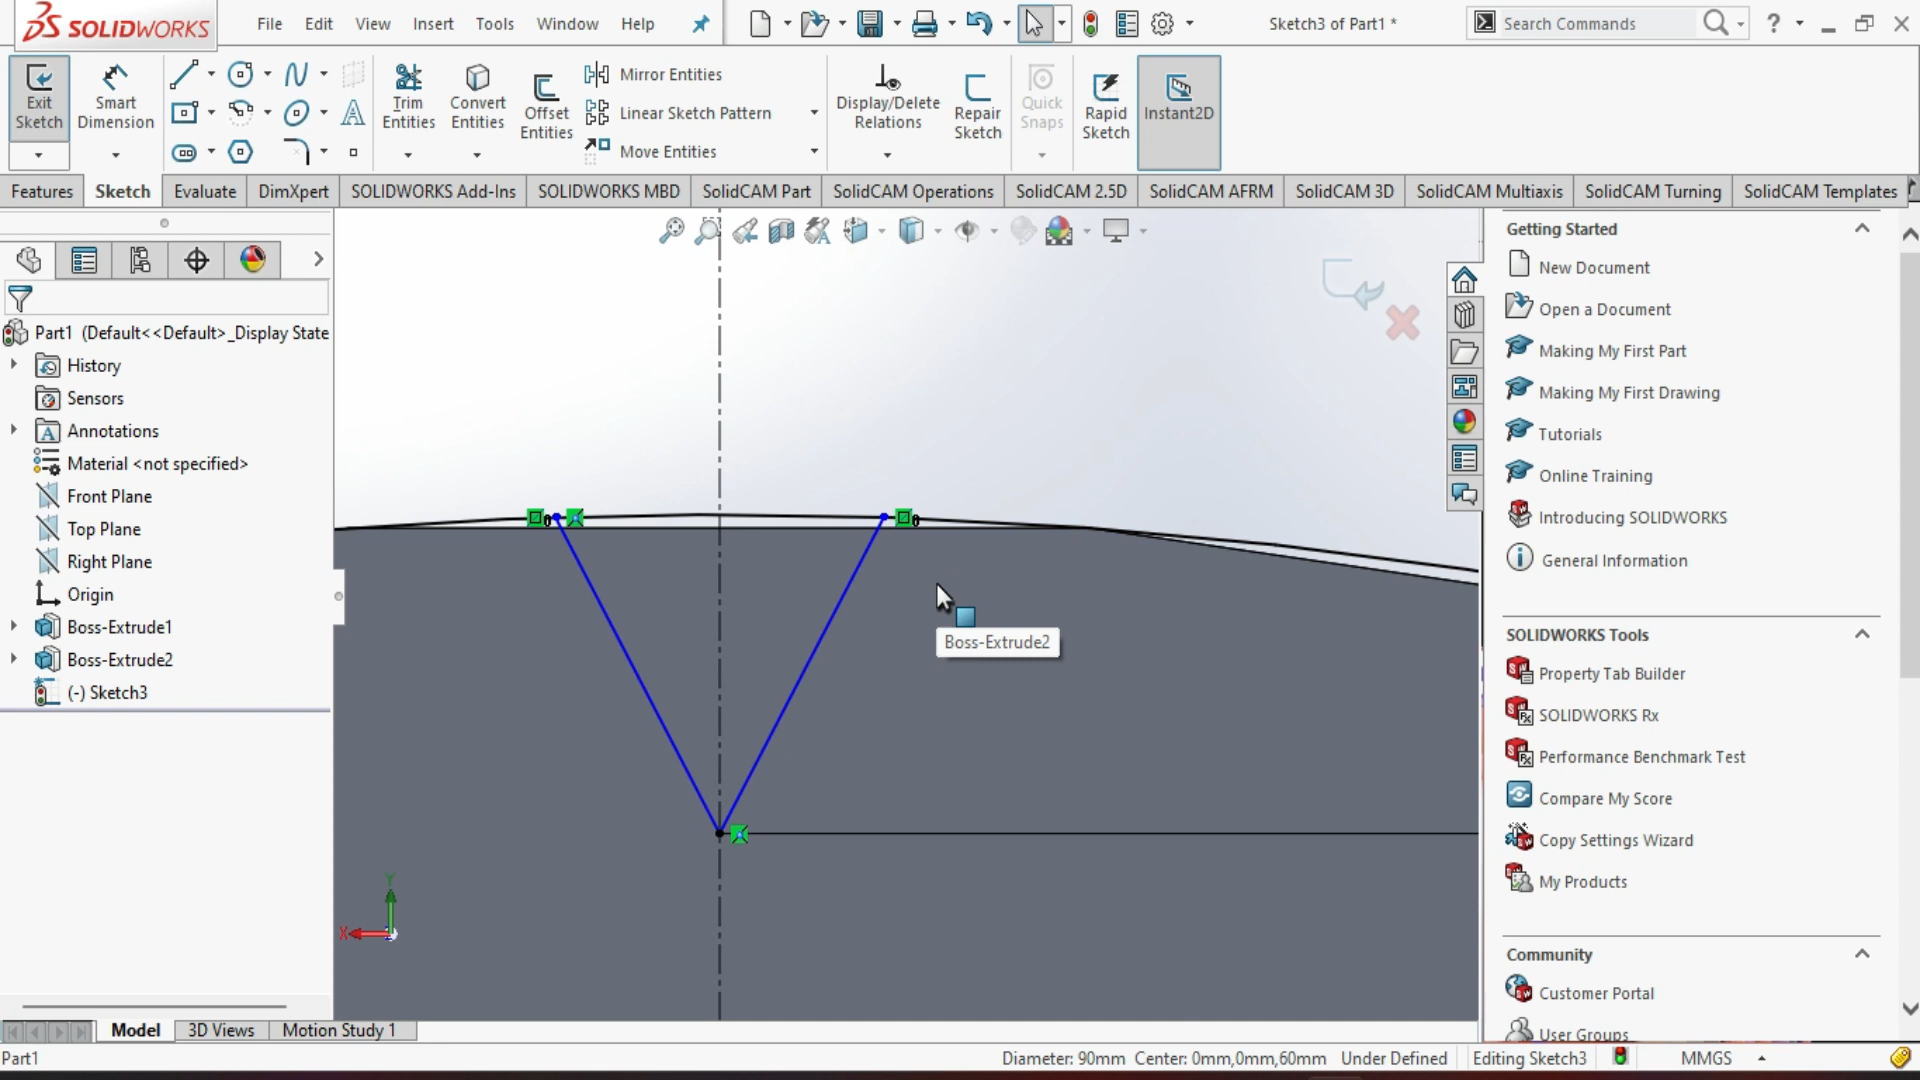 SOLIDWORKS
File Edit View Insert Tools Window Help
Sketch3 of Part1 *
Search Commands
?
Exit Sketch
Smart Dimension
Trim Entities
Convert Entities
Offset Entities
Mirror Entities
Linear Sketch Pattern
Move Entities
Display/Delete Relations
Repair Sketch
Quick Snaps
Rapid Sketch
Instant2D
Features Sketch Evaluate DimXpert SOLIDWORKS Add-Ins SOLIDWORKS MBD SolidCAM Part SolidCAM Operations SolidCAM 2.5D SolidCAM AFRM SolidCAM 3D SolidCAM Multiaxis SolidCAM Turning SolidCAM Templates
Part1 (Default<<Default>_Display State
History
Sensors
Annotations
Material <not specified>
Front Plane
Top Plane
Right Plane
Origin
Boss-Extrude1
Boss-Extrude2
(-) Sketch3
Boss-Extrude2
Y
X
Getting Started
New Document
Open a Document
Making My First Part
Making My First Drawing
Tutorials
Online Training
Introducing SOLIDWORKS
General Information
SOLIDWORKS Tools
Property Tab Builder
SOLIDWORKS Rx
Performance Benchmark Test
Compare My Score
Copy Settings Wizard
My Products
Community
Customer Portal
User Groups
Model 3D Views Motion Study 1
Part1
Diameter: 90mm Center: 0mm,0mm,60mm Under Defined Editing Sketch3 MMGS